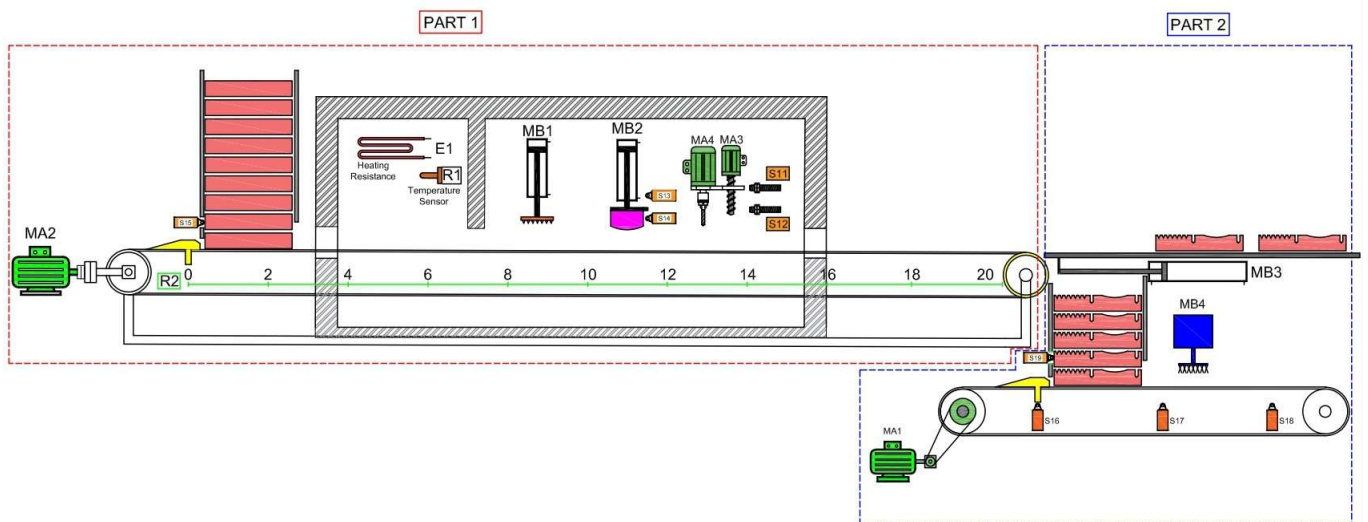 PART 1
PART 2
MB1
MB2
MA4
MA3
E1
Heating
Resistance
R1
Temperature
Sensor
S11
S12
S13
S14
S15
MA2
R2
0 2 4 6 8 10 12 14 16 18 20
MB3
MB4
S19
S16
S17
S18
MA1